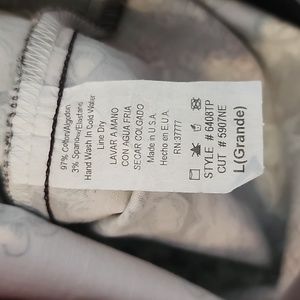 97% Cotton/Algodon
3% Spandex/Elastano
Hand Wash In Cold Water
Line Dry
LAVAR A MANO
CON AGUA FRIA
SECAR COLGADO
Made in U.S.A
Hecho en E.U.A
RN 37777
STYLE # 6408TP
CUT # 5907NE
L(Grande)